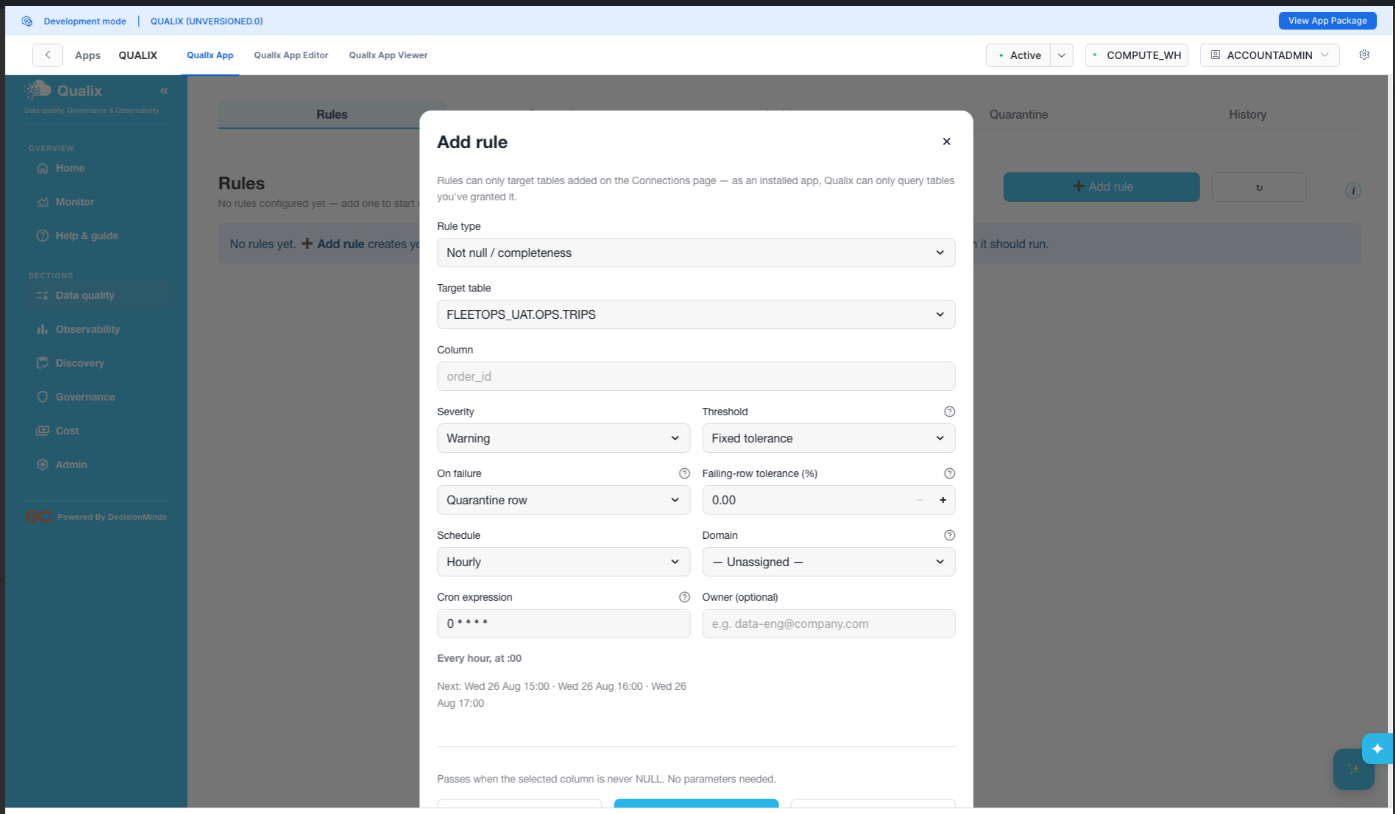 Development mode | QUALIX (UNVERSIONED.0)
View App Package
Apps QUALIX Qualix App Qualix App Editor Qualix App Viewer
Active COMPUTE_WH ACCOUNTADMIN
Qualix
Data quality, Governance & Observability
OVERVIEW
Home
Monitor
Help & guide
SECTIONS
Data quality
Observability
Discovery
Governance
Cost
Admin
Powered By DecisionMinds
Rules
Quarantine
History
Rules
No rules configured yet — add one to start
➕ Add rule
↻
i
No rules yet. ➕ Add rule creates
it should run.
Add rule
✕
Rules can only target tables added on the Connections page — as an installed app, Qualix can only query tables
you've granted it.
Rule type
Not null / completeness
Target table
FLEETOPS_UAT.OPS.TRIPS
Column
order_id
Severity
Threshold
Warning
Fixed tolerance
On failure
Failing-row tolerance (%)
Quarantine row
0.00 − +
Schedule
Domain
Hourly
— Unassigned —
Cron expression
Owner (optional)
0 * * * *
e.g. data-eng@company.com
Every hour, at :00
Next: Wed 26 Aug 15:00 · Wed 26 Aug 16:00 · Wed 26
Aug 17:00
Passes when the selected column is never NULL. No parameters needed.